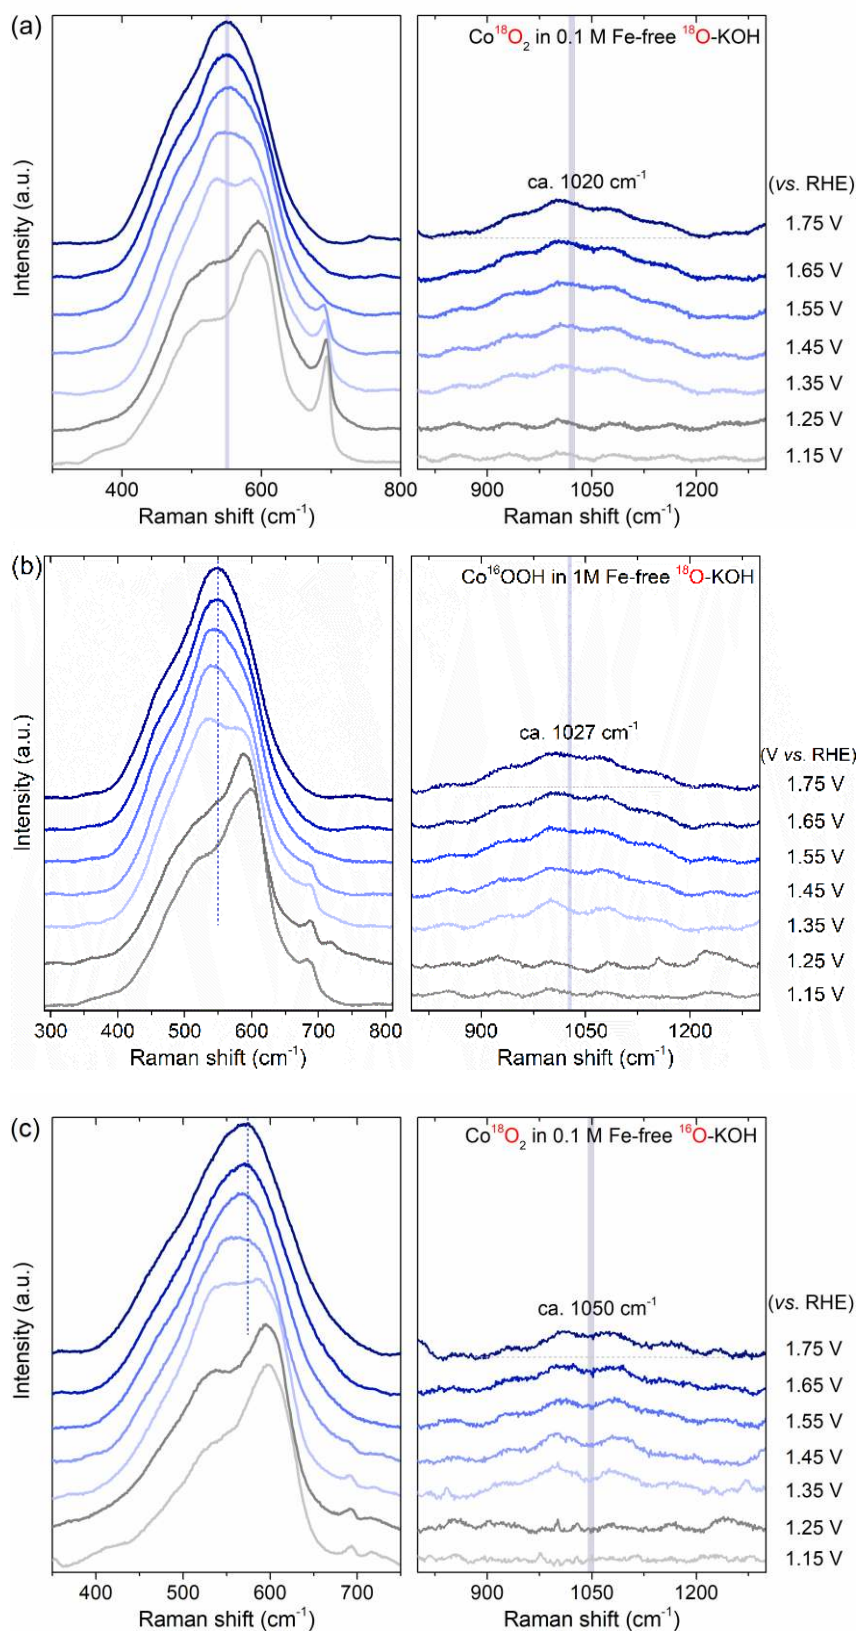 (a)
Co¹⁸O₂ in 0.1 M Fe-free ¹⁸O-KOH
ca. 1020 cm⁻¹
(vs. RHE)
1.75 V
1.65 V
1.55 V
1.45 V
1.35 V
1.25 V
1.15 V
Intensity (a.u.)
400 600 800
900 1050 1200
Raman shift (cm⁻¹)
Raman shift (cm⁻¹)
(b)
Co¹⁶OOH in 1M Fe-free ¹⁸O-KOH
ca. 1027 cm⁻¹
(V vs. RHE)
1.75 V
1.65 V
1.55 V
1.45 V
1.35 V
1.25 V
1.15 V
Intensity (a.u.)
300 400 500 600 700 800
900 1050 1200
Raman shift (cm⁻¹)
Raman shift (cm⁻¹)
(c)
Co¹⁸O₂ in 0.1 M Fe-free ¹⁶O-KOH
ca. 1050 cm⁻¹
(vs. RHE)
1.75 V
1.65 V
1.55 V
1.45 V
1.35 V
1.25 V
1.15 V
Intensity (a.u.)
400 500 600 700
900 1050 1200
Raman shift (cm⁻¹)
Raman shift (cm⁻¹)